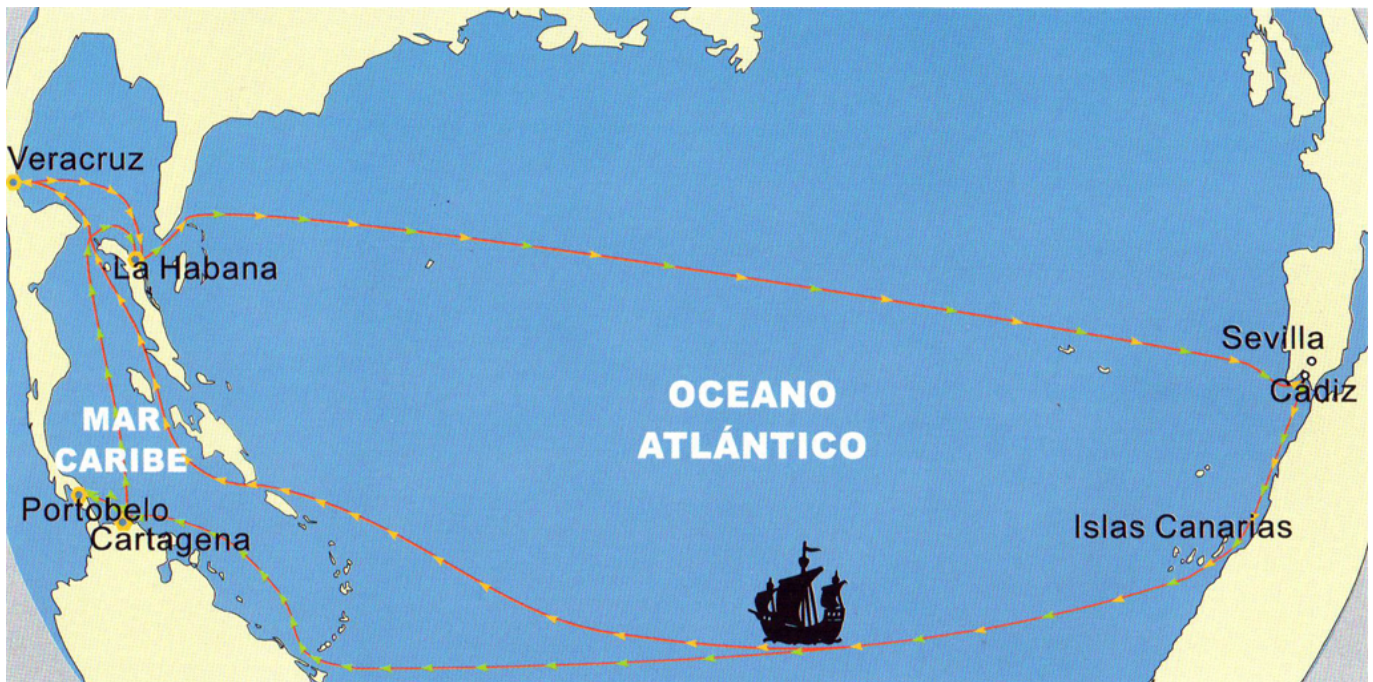 Veracruz
La Habana
Sevilla
Cádiz
OCEANO
ATLÁNTICO
MAR
CARIBE
Portobelo
Cartagena
Islas Canarias